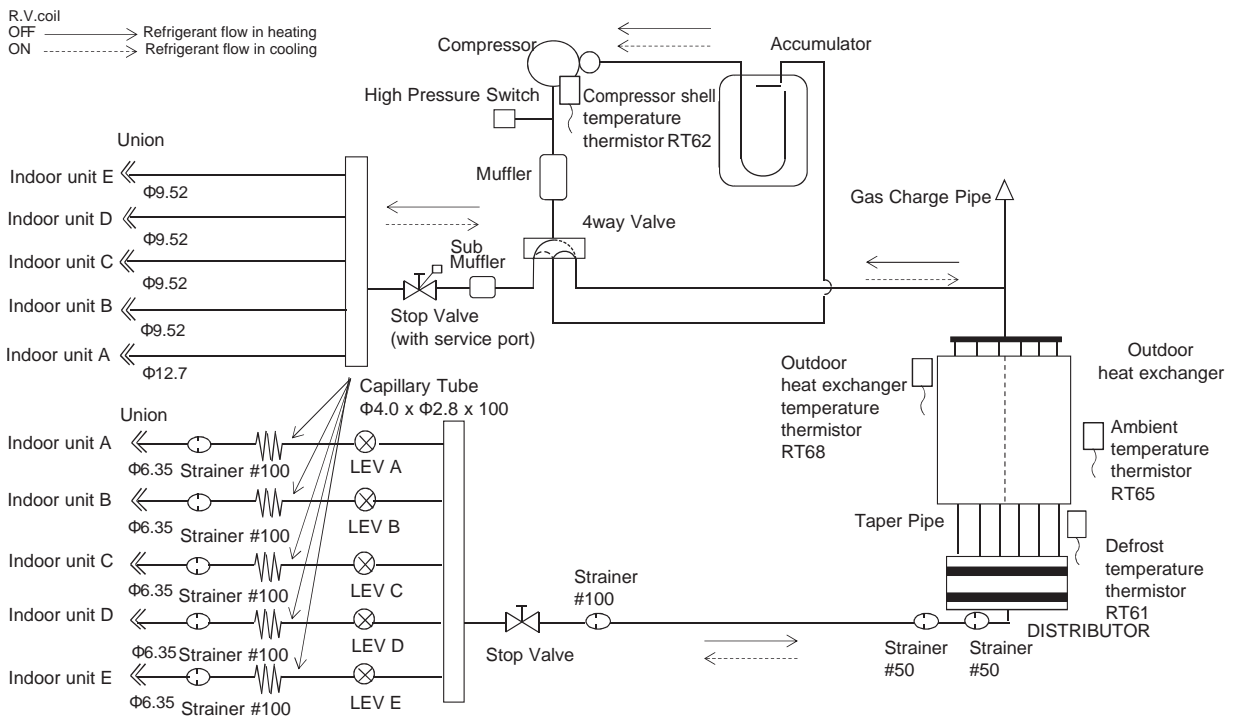 R.V.coil
OFF Refrigerant flow in heating
ON Refrigerant flow in cooling
Compressor
Accumulator
High Pressure Switch
Compressor shell
temperature
thermistor RT62
Muffler
4way Valve
Gas Charge Pipe
Union
Indoor unit E
Φ9.52
Indoor unit D
Φ9.52
Indoor unit C
Φ9.52
Indoor unit B
Φ9.52
Indoor unit A
Φ12.7
Sub
Muffler
Stop Valve
(with service port)
Capillary Tube
Φ4.0 x Φ2.8 x 100
Outdoor
heat exchanger
temperature
thermistor
RT68
Outdoor
heat exchanger
Ambient
temperature
thermistor
RT65
Taper Pipe
Defrost
temperature
thermistor
RT61
DISTRIBUTOR
Union
Indoor unit A
Φ6.35 Strainer #100
LEV A
Indoor unit B
Φ6.35 Strainer #100
LEV B
Indoor unit C
Φ6.35 Strainer #100
LEV C
Indoor unit D
Φ6.35 Strainer #100
LEV D
Indoor unit E
Φ6.35 Strainer #100
LEV E
Stop Valve
Strainer
#100
Strainer
#50
Strainer
#50